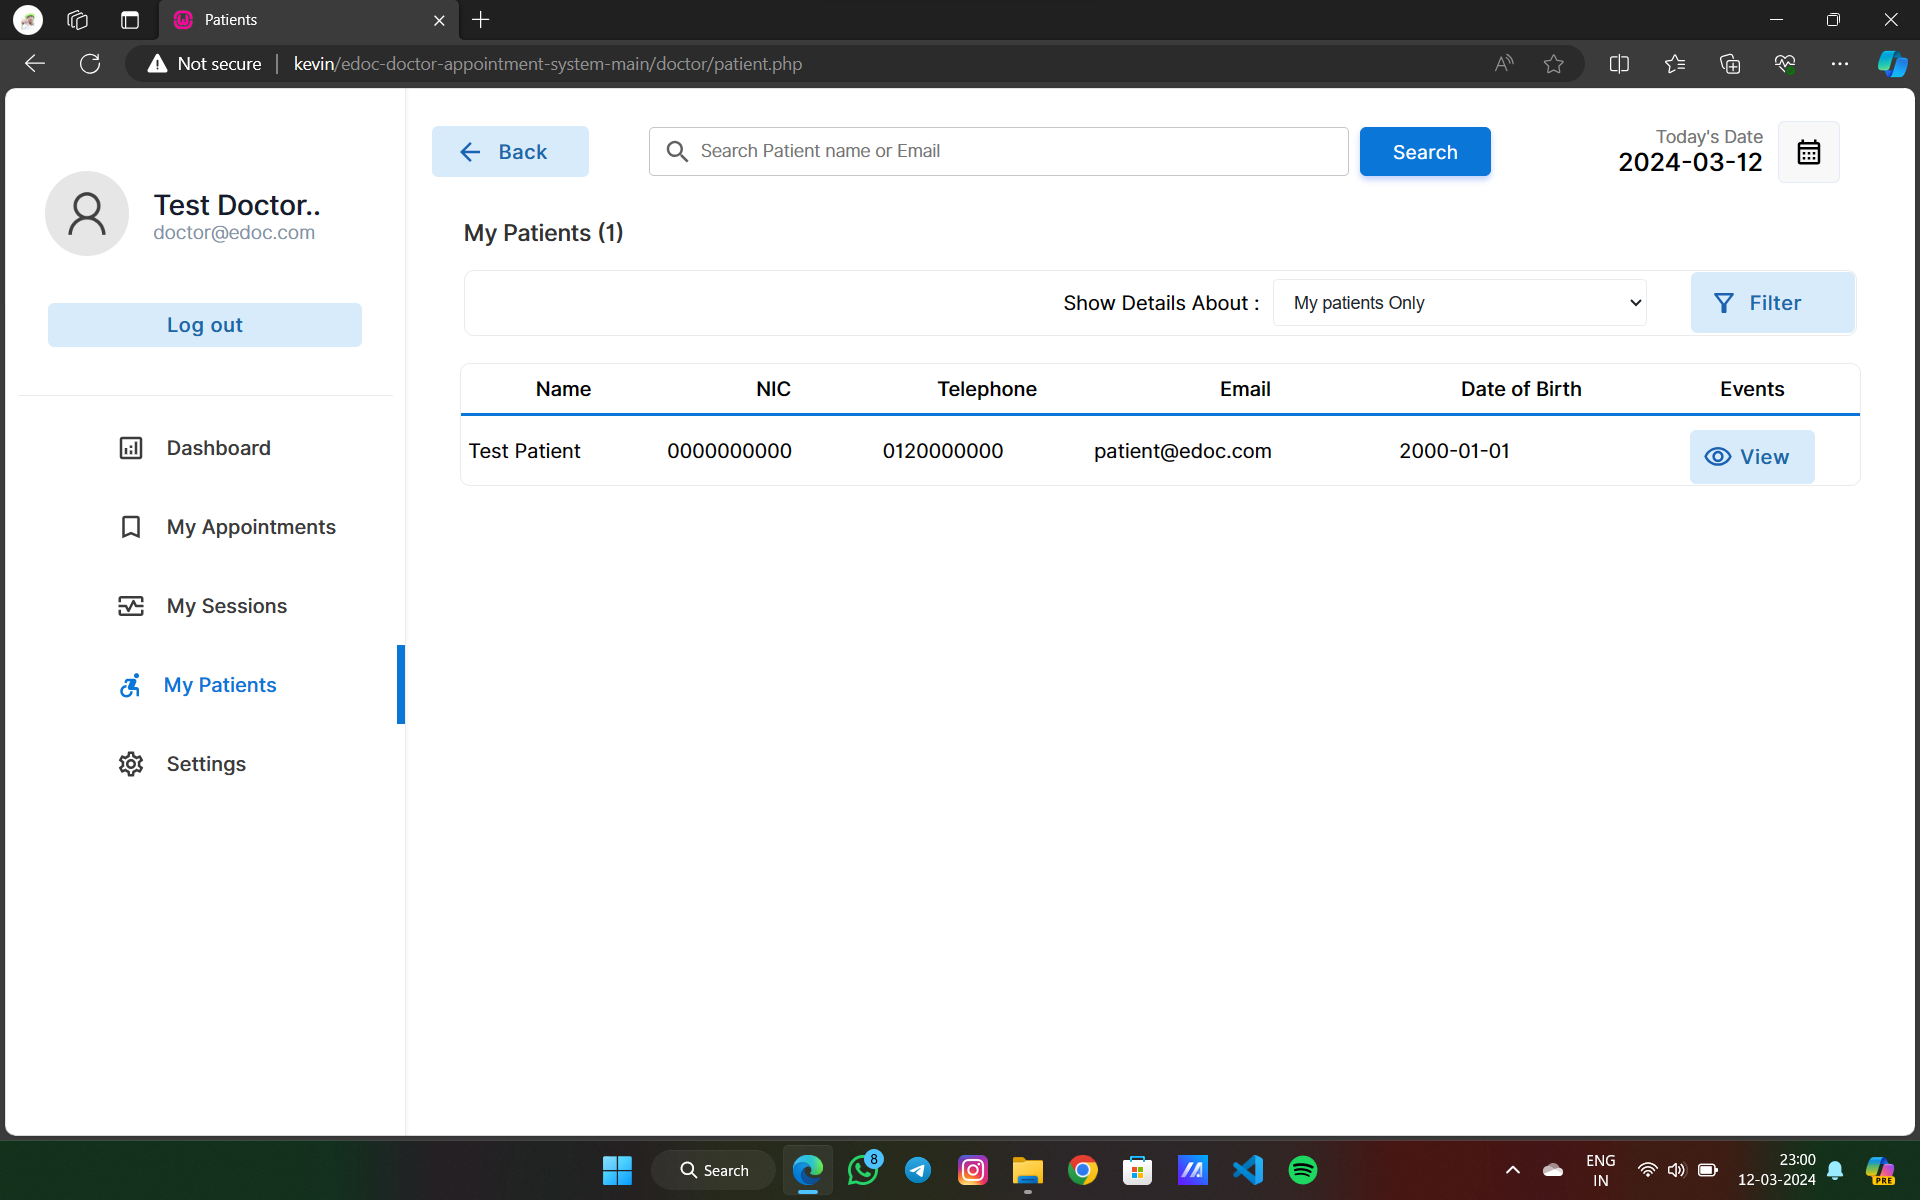 Patients
Not secure
kevin/edoc-doctor-appointment-system-main/doctor/patient.php
Test Doctor..
doctor@edoc.com
Log out
Dashboard
My Appointments
My Sessions
My Patients
Settings
Back
Search Patient name or Email
Search
Today's Date
2024-03-12
My Patients (1)
Show Details About :
My patients Only
Filter
Name NIC Telephone Email Date of Birth Events
Test Patient 0000000000 0120000000 patient@edoc.com 2000-01-01 View
Search
8
ENG
IN
23:00
12-03-2024
PRE